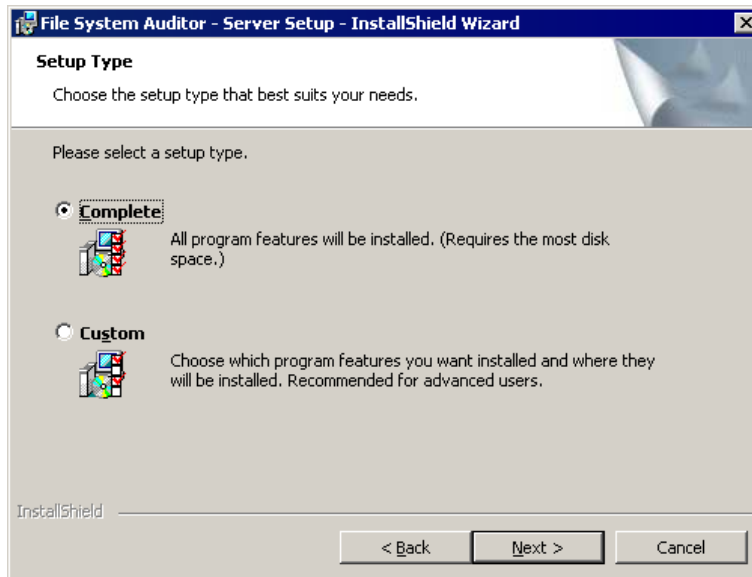 File System Auditor - Server Setup - InstallShield Wizard
Setup Type
Choose the setup type that best suits your needs.
Please select a setup type.
Complete
All program features will be installed. (Requires the most disk
space.)
Custom
Choose which program features you want installed and where they
will be installed. Recommended for advanced users.
InstallShield
< Back
Next >
Cancel